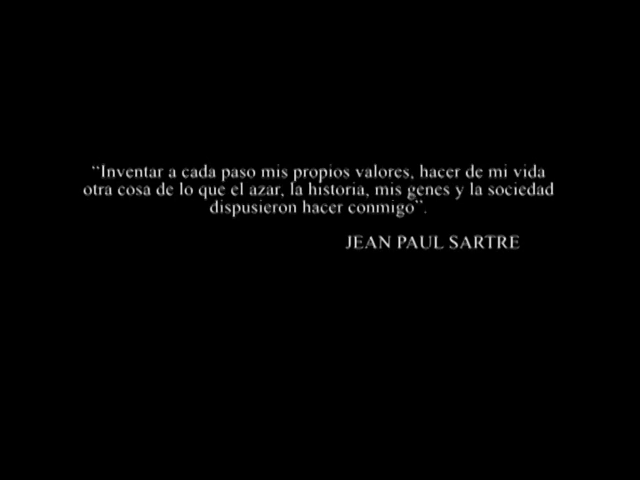 “Inventar a cada paso mis propios valores, hacer de mi vida
otra cosa de lo que el azar, la historia, mis genes y la sociedad
dispusieron hacer conmigo”.
JEAN PAUL SARTRE